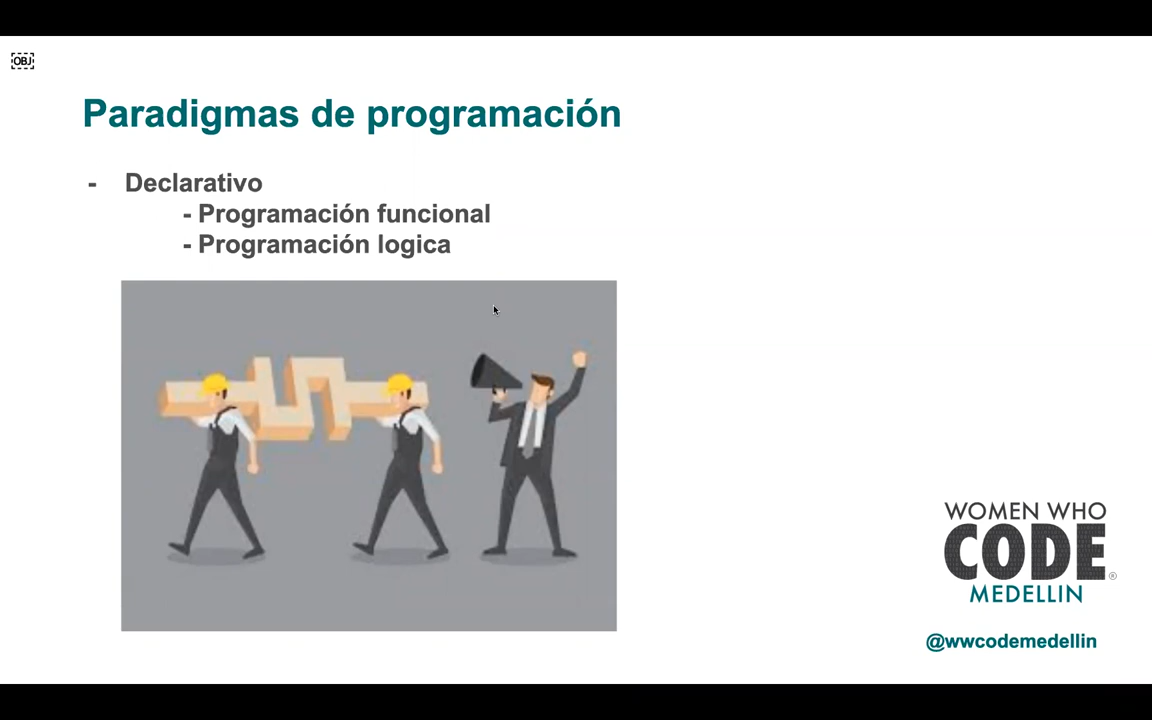 OBJ
Paradigmas de programación
- Declarativo
- Programación funcional
- Programación logica
WOMEN WHO
CODE®
MEDELLIN
@wwcodemedellin